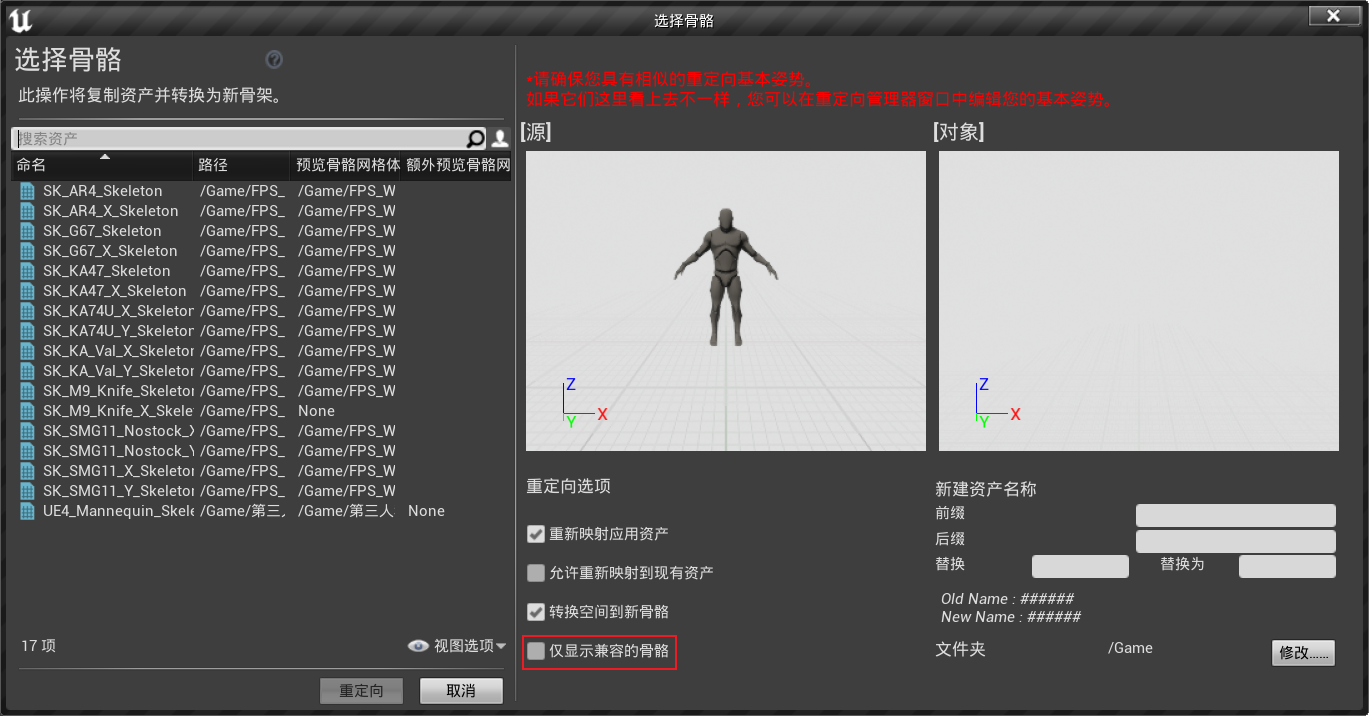 选择骨骼
选择骨骼
此操作将复制资产并转换为新骨架。
搜索资产
命名 路径 预览骨骼网格体 额外预览骨骼网
SK_AR4_Skeleton /Game/FPS_ /Game/FPS_W
SK_AR4_X_Skeleton /Game/FPS_ /Game/FPS_W
SK_G67_Skeleton /Game/FPS_ /Game/FPS_W
SK_G67_X_Skeleton /Game/FPS_ /Game/FPS_W
SK_KA47_Skeleton /Game/FPS_ /Game/FPS_W
SK_KA47_X_Skeleton /Game/FPS_ /Game/FPS_W
SK_KA74U_X_Skeleton /Game/FPS_ /Game/FPS_W
SK_KA74U_Y_Skeleton /Game/FPS_ /Game/FPS_W
SK_KA_Val_X_Skeleton /Game/FPS_ /Game/FPS_W
SK_KA_Val_Y_Skeleton /Game/FPS_ /Game/FPS_W
SK_M9_Knife_Skeleton /Game/FPS_ /Game/FPS_W
SK_M9_Knife_X_Skele /Game/FPS_ None
SK_SMG11_Nostock_X /Game/FPS_ /Game/FPS_W
SK_SMG11_Nostock_Y /Game/FPS_ /Game/FPS_W
SK_SMG11_X_Skeleton /Game/FPS_ /Game/FPS_W
SK_SMG11_Y_Skeleton /Game/FPS_ /Game/FPS_W
UE4_Mannequin_Skele /Game/第三人 /Game/第三人 None
17 项
视图选项
重定向
取消
*请确保您具有相似的重定向基本姿势。
如果它们这里看上去不一样，您可以在重定向管理器窗口中编辑您的基本姿势。
[源]
Z
X
Y
[对象]
Z
X
Y
重定向选项
重新映射应用资产
允许重新映射到现有资产
转换空间到新骨骼
仅显示兼容的骨骼
新建资产名称
前缀
后缀
替换 替换为
Old Name : ######
New Name : ######
文件夹 /Game 修改......